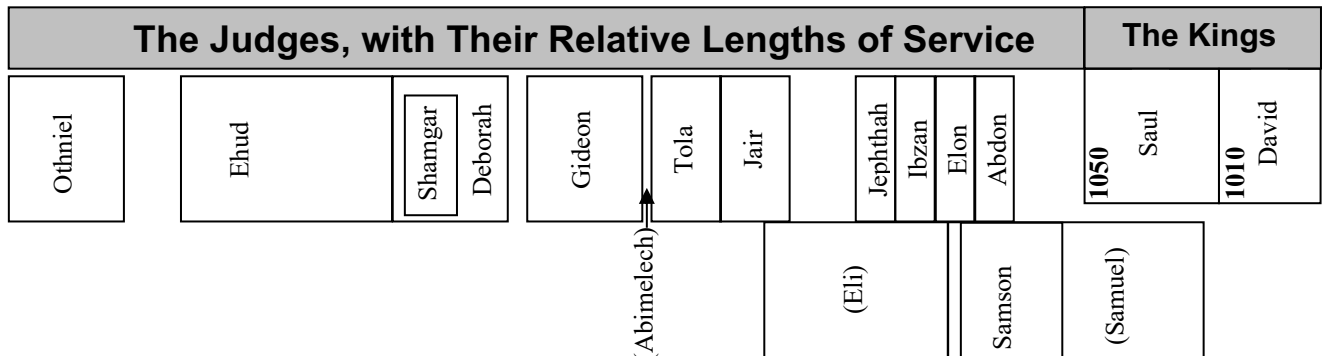 The Judges, with Their Relative Lengths of Service
The Kings
Othniel
Ehud
Shamgar
Deborah
Gideon
Tola
Jair
Jephthah
Ibzan
Elon
Abdon
1050
Saul
1010
David
(Abimelech)
(Eli)
Samson
(Samuel)